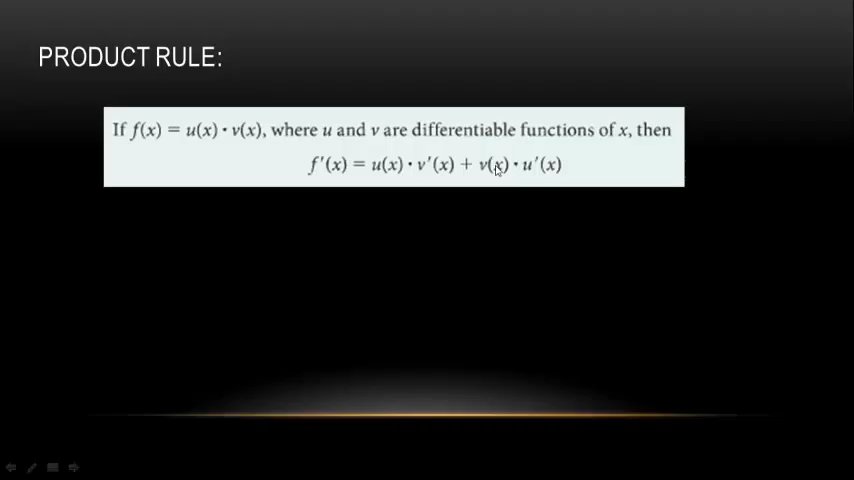 PRODUCT RULE:
If f(x) = u(x) · v(x), where u and v are differentiable functions of x, then
f′(x) = u(x) · v′(x) + v(x) · u′(x)